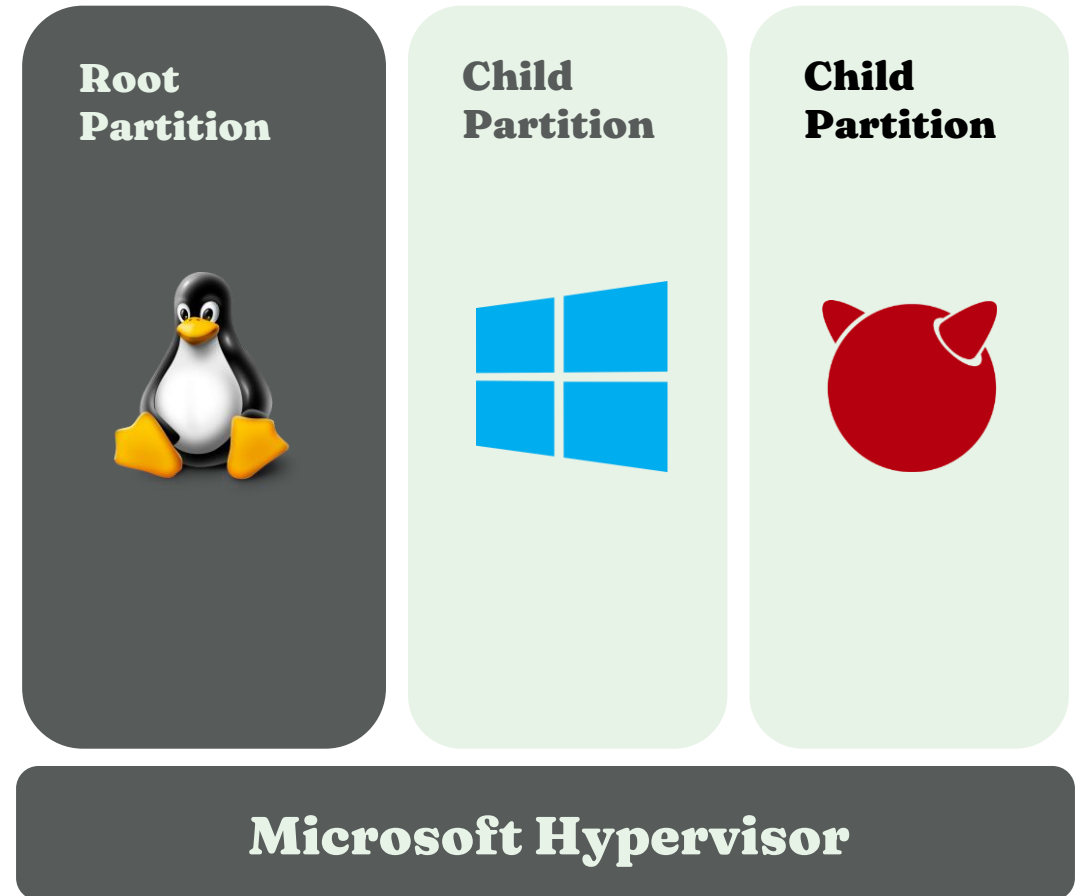 Root
Partition
Child
Partition
Child
Partition
Microsoft Hypervisor